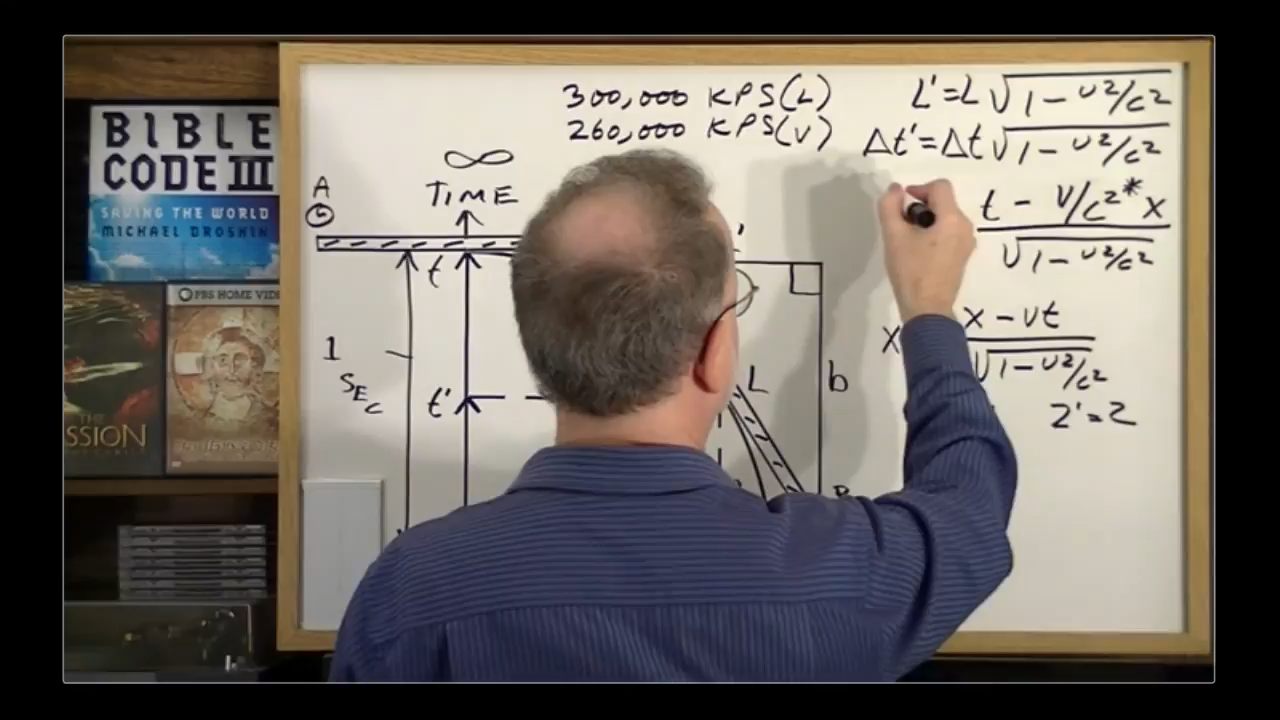 BIBLE
CODE III
SAVING THE WORLD
MICHAEL DROSNIN
PBS HOME VIDEO
SSION
300,000 KPS(L)
260,000 KPS(V)
∞
TIME
A
t
1
SEC
t'
L
b
L'=L√1-v²/c²
Δt'=Δt√1-v²/c²
t - V/c²*x
√1-v²/c²
x
x-vt
√1-v²/c²
z'=z